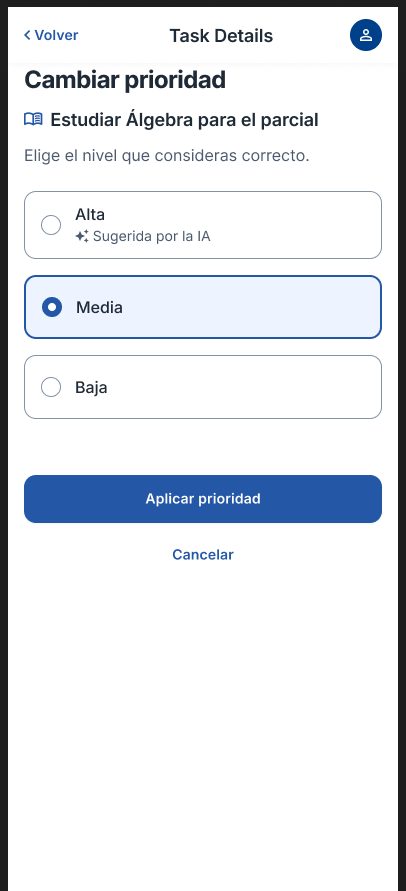 Volver
Task Details
Cambiar prioridad
Estudiar Álgebra para el parcial
Elige el nivel que consideras correcto.
Alta
Sugerida por la IA
Media
Baja
Aplicar prioridad
Cancelar